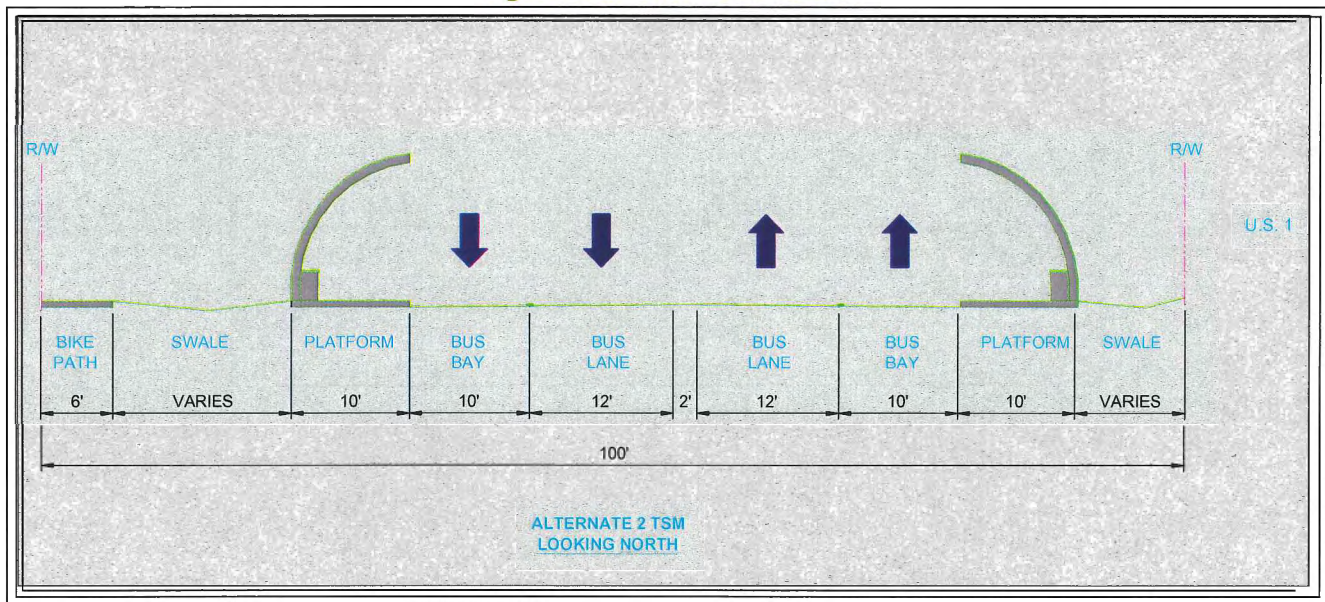 R/W
R/W
U.S. 1
BIKE
PATH
SWALE
PLATFORM
BUS
BAY
BUS
LANE
BUS
LANE
BUS
BAY
PLATFORM
SWALE
6'
VARIES
10'
10'
12'
2'
12'
10'
10'
VARIES
100'
ALTERNATE 2 TSM
LOOKING NORTH